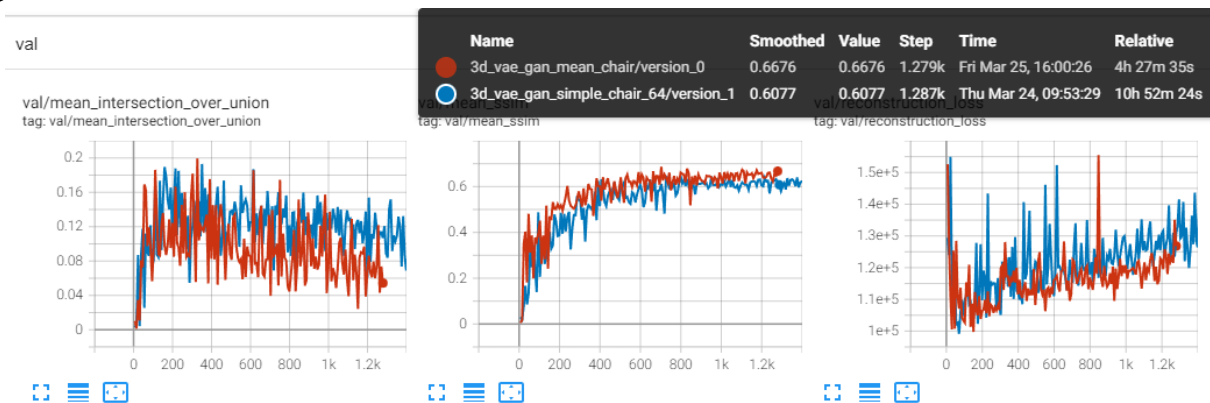 val
Name Smoothed Value Step Time Relative
3d_vae_gan_mean_chair/version_0 0.6676 0.6676 1.279k Fri Mar 25, 16:00:26 4h 27m 35s
3d_vae_gan_simple_chair_64/version_1 0.6077 0.6077 1.287k Thu Mar 24, 09:53:29 10h 52m 24s
val/mean_intersection_over_union
tag: val/mean_intersection_over_union
0.2
0.16
0.12
0.08
0.04
0
0 200 400 600 800 1k 1.2k
val/mean_ssim
tag: val/mean_ssim
0.6
0.4
0.2
0
0 200 400 600 800 1k 1.2k
val/reconstruction_loss
tag: val/reconstruction_loss
1.5e+5
1.4e+5
1.3e+5
1.2e+5
1.1e+5
1e+5
0 200 400 600 800 1k 1.2k